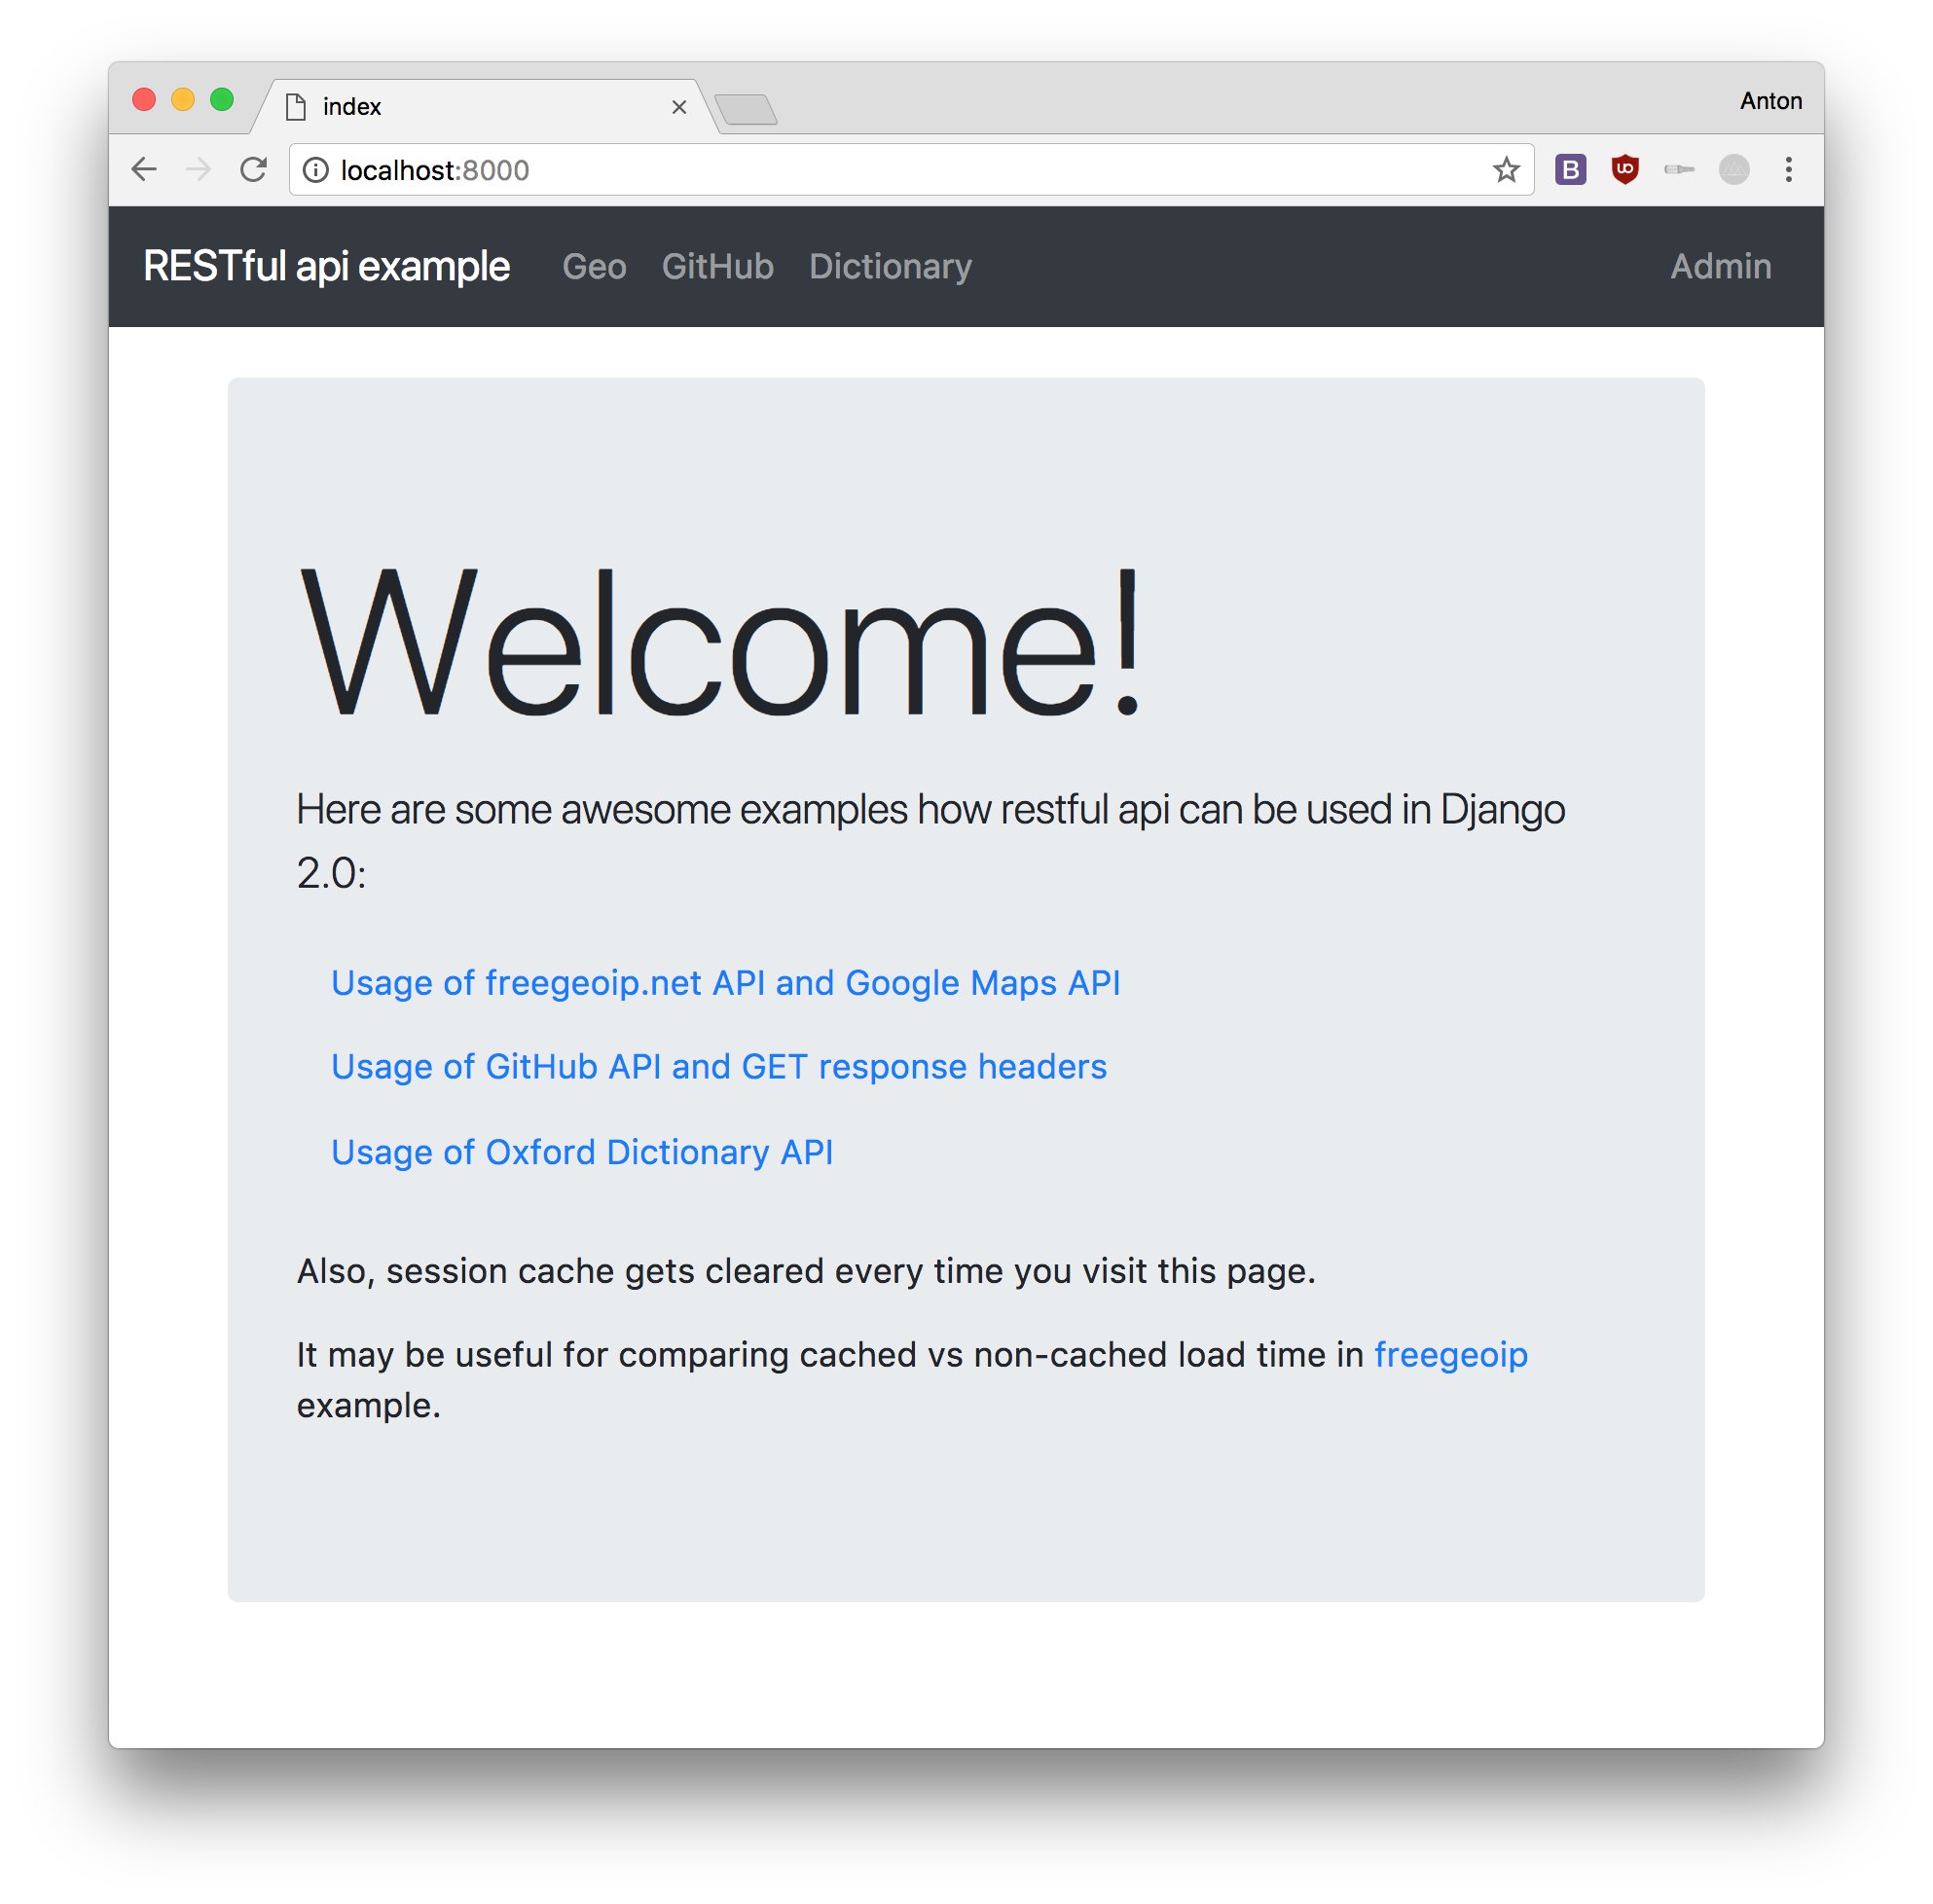 index
Anton
localhost:8000
B
uo
RESTful api example Geo GitHub Dictionary Admin
Welcome!
Here are some awesome examples how restful api can be used in Django
2.0:
Usage of freegeoip.net API and Google Maps API
Usage of GitHub API and GET response headers
Usage of Oxford Dictionary API
Also, session cache gets cleared every time you visit this page.
It may be useful for comparing cached vs non-cached load time in freegeoip
example.